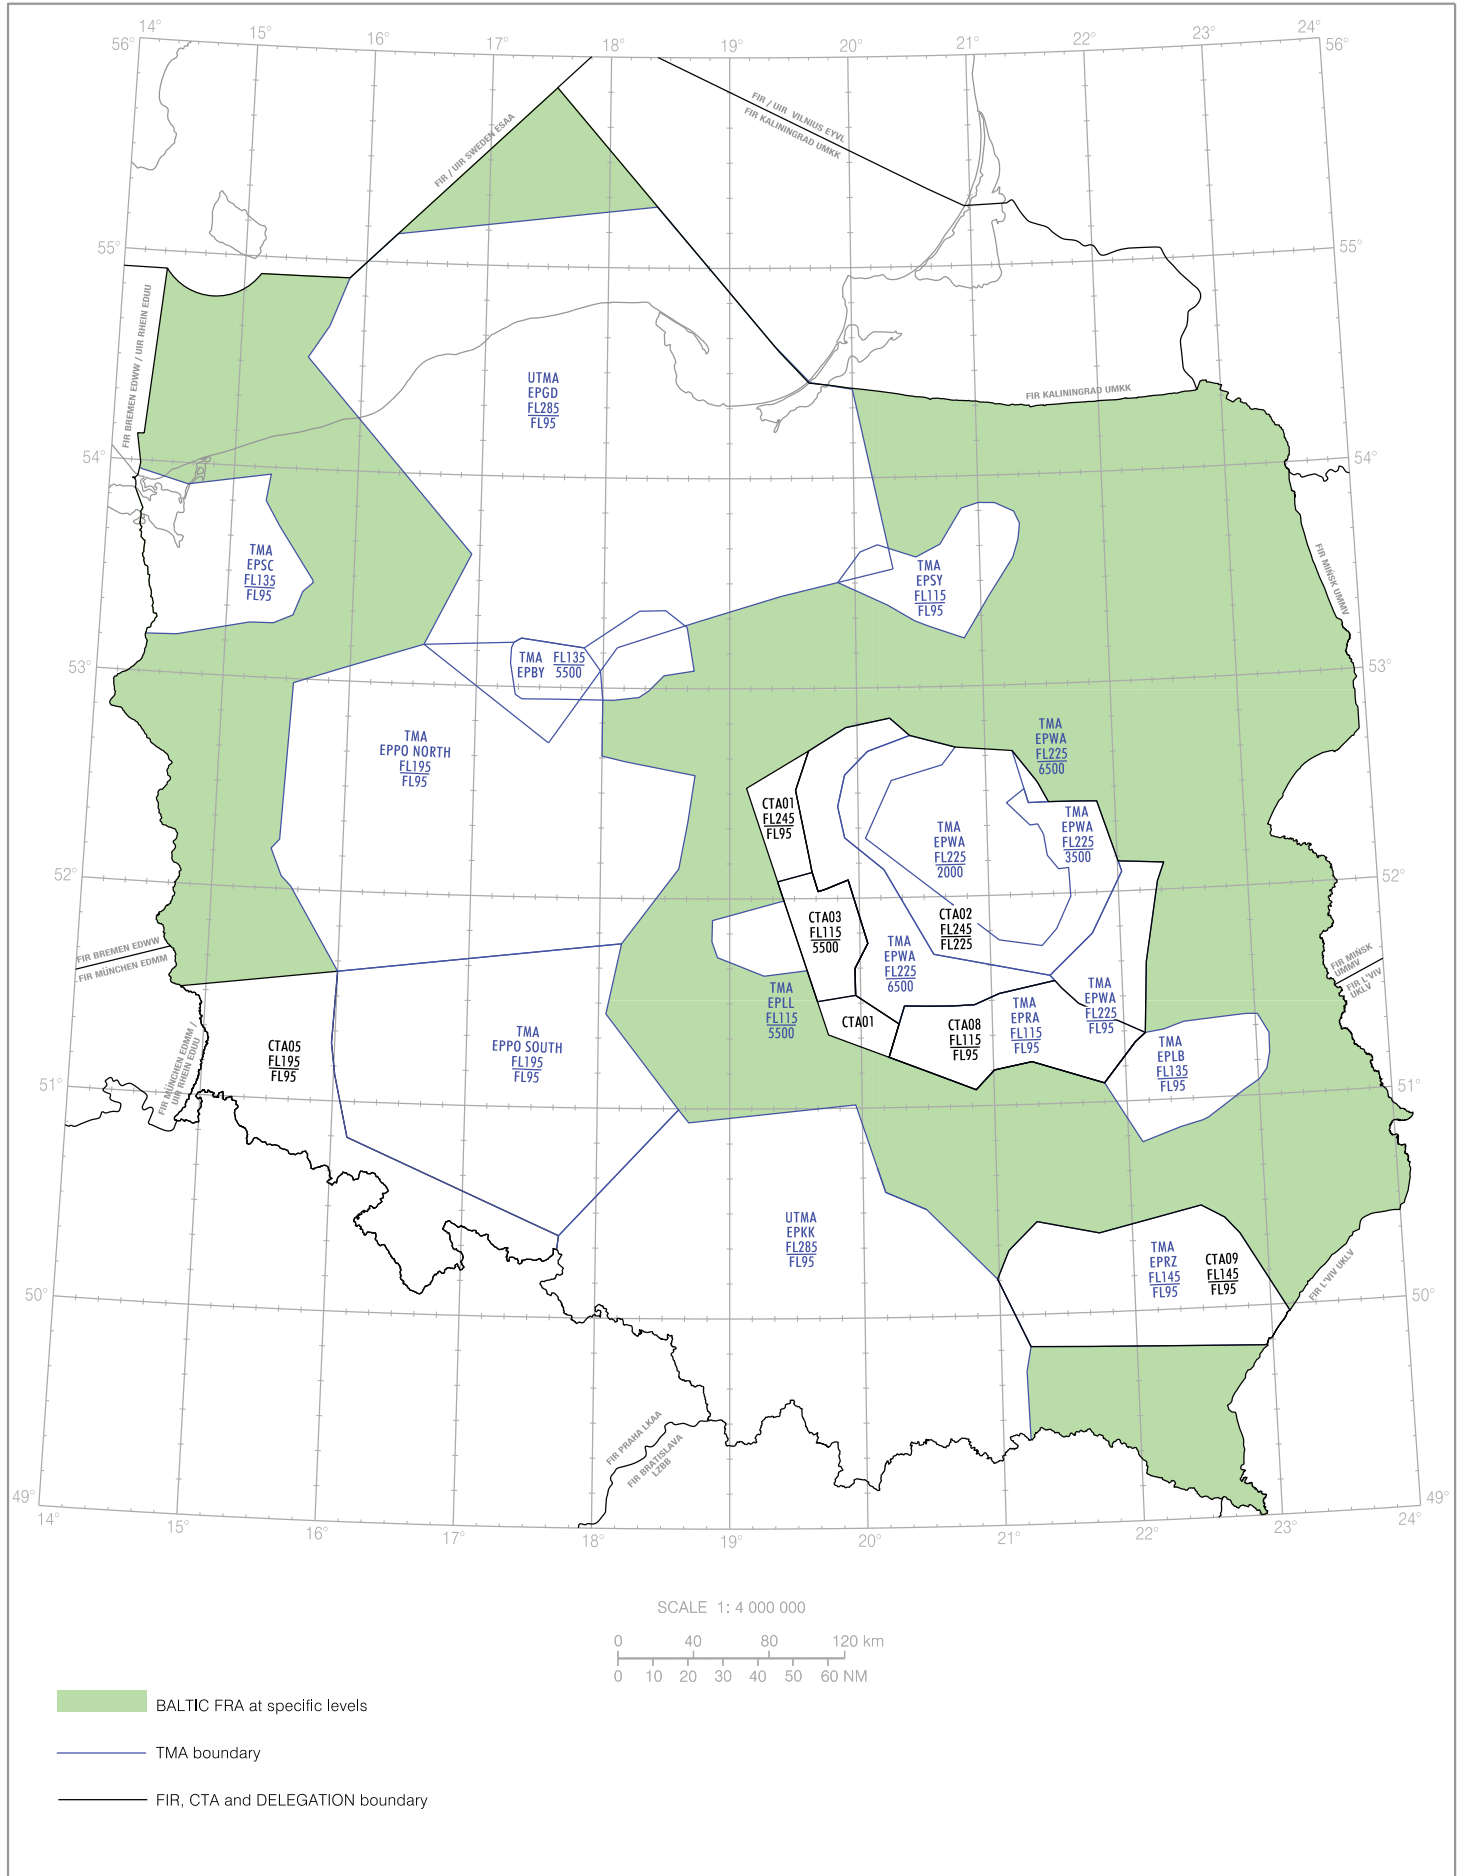 14°
15°
16°
17°
18°
19°
20°
21°
22°
23°
24°
56°
56°
FIR / UIR VILNIUS EYVL
FIR KALININGRAD UMKK
FIR / UIR SWEDEN ESAA
55°
55°
FIR BREMEN EDWW / UIR RHEIN EDUU
UTMA
EPGD
FL285
FL95
FIR KALININGRAD UMKK
54°
54°
TMA
EPSC
FL135
FL95
TMA
EPSY
FL115
FL95
FIR MIŃSK UMMV
53°
53°
TMA
EPBY
FL135
5500
TMA
EPPO NORTH
FL195
FL95
TMA
EPWA
FL225
6500
CTA01
FL245
FL95
TMA
EPWA
FL225
2000
TMA
EPWA
FL225
3500
52°
52°
CTA03
FL115
5500
CTA02
FL245
FL225
TMA
EPWA
FL225
6500
FIR BREMEN EDWW
FIR MÜNCHEN EDMM
FIR MIŃSK
UMMV
FIR L'VIV
UKLV
TMA
EPLL
FL115
5500
TMA
EPWA
FL225
FL95
CTA01
CTA08
FL115
FL95
TMA
EPRA
FL115
FL95
TMA
EPPO SOUTH
FL195
FL95
CTA05
FL195
FL95
TMA
EPLB
FL135
FL95
FIR MÜNCHEN EDMM /
UIR RHEIN EDUU
51°
51°
UTMA
EPKK
FL285
FL95
TMA
EPRZ
FL145
FL95
CTA09
FL145
FL95
FIR L'VIV UKLV
50°
50°
FIR PRAHA LKAA
FIR BRATISLAVA
LZBB
49°
49°
14°
15°
16°
17°
18°
19°
20°
21°
22°
23°
24°
SCALE 1: 4 000 000
0 40 80 120 km
0 10 20 30 40 50 60 NM
BALTIC FRA at specific levels
TMA boundary
FIR, CTA and DELEGATION boundary